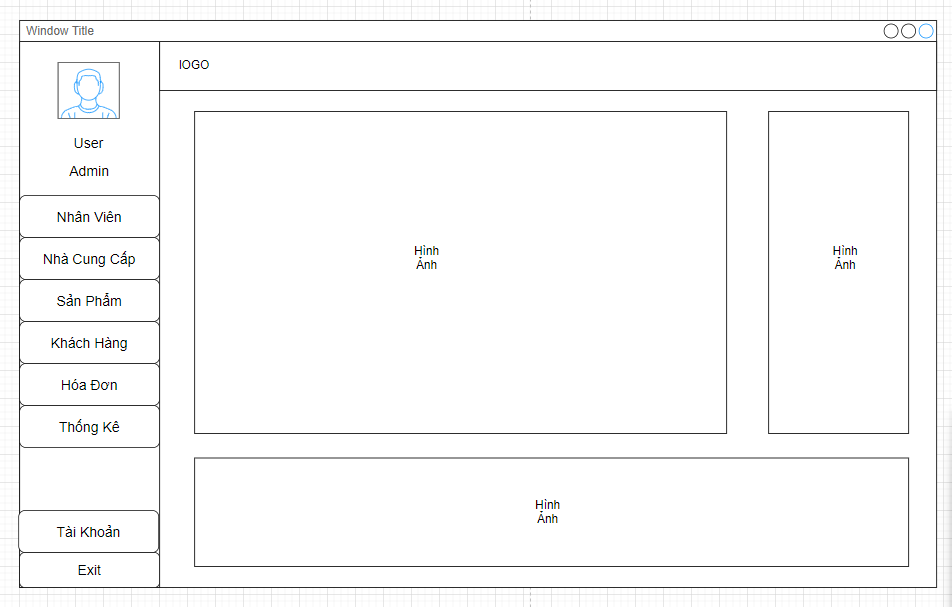 Window Title
lOGO
User
Admin
Nhân Viên
Nhà Cung Cấp
Sản Phẩm
Khách Hàng
Hóa Đơn
Thống Kê
Tài Khoản
Exit
Hình
Ảnh
Hình
Ảnh
Hình
Ảnh